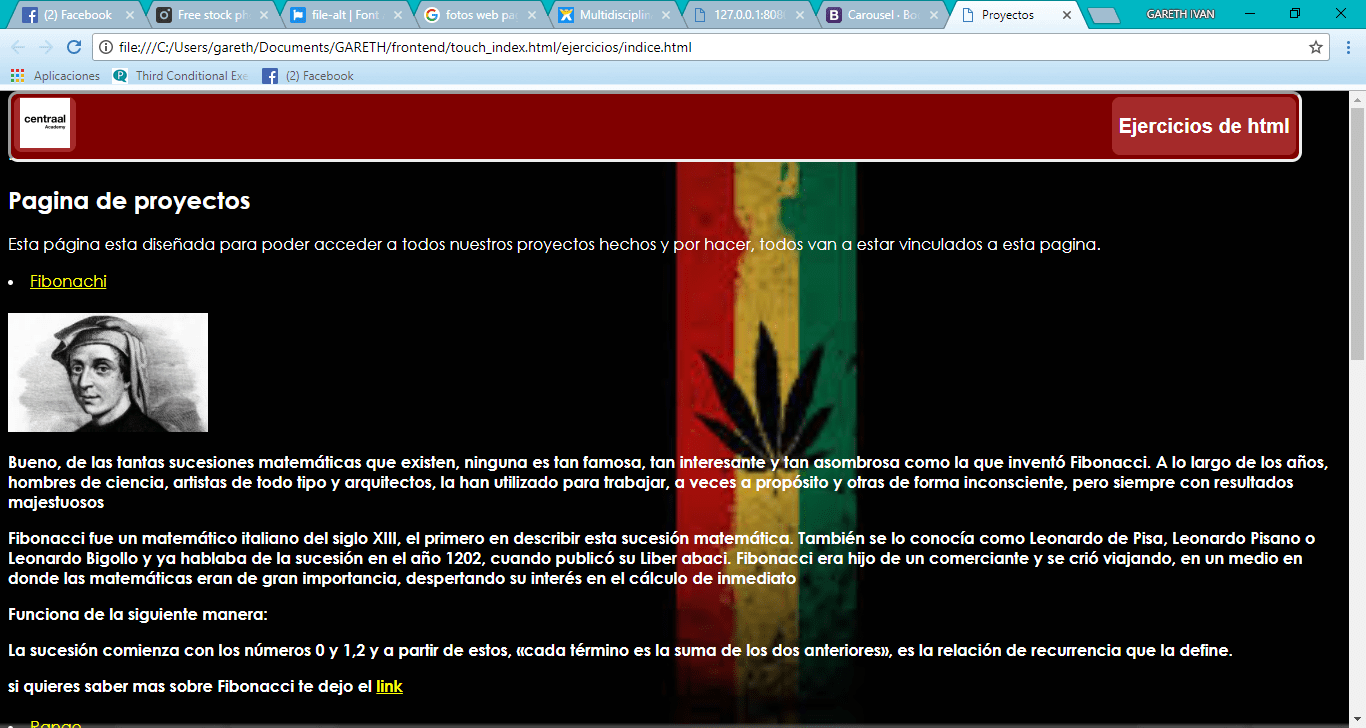 (2) Facebook
Free stock ph
file-alt | Font
fotos web pa
Multidisciplin
127.0.0.1:808
Carousel · Bo
Proyectos
GARETH IVAN
file:///C:/Users/gareth/Documents/GARETH/frontend/touch_index.html/ejercicios/indice.html
Aplicaciones
Third Conditional Exe
(2) Facebook
centraal
Academy
Ejercicios de html
Pagina de proyectos
Esta página esta diseñada para poder acceder a todos nuestros proyectos hechos y por hacer, todos van a estar vinculados a esta pagina.
• Fibonachi
Bueno, de las tantas sucesiones matemáticas que existen, ninguna es tan famosa, tan interesante y tan asombrosa como la que inventó Fibonacci. A lo largo de los años,
hombres de ciencia, artistas de todo tipo y arquitectos, la han utilizado para trabajar, a veces a propósito y otras de forma inconsciente, pero siempre con resultados
majestuosos
Fibonacci fue un matemático italiano del siglo XIII, el primero en describir esta sucesión matemática. También se lo conocía como Leonardo de Pisa, Leonardo Pisano o
Leonardo Bigollo y ya hablaba de la sucesión en el año 1202, cuando publicó su Liber abaci. Fibonacci era hijo de un comerciante y se crió viajando, en un medio en
donde las matemáticas eran de gran importancia, despertando su interés en el cálculo de inmediato
Funciona de la siguiente manera:
La sucesión comienza con los números 0 y 1,2 y a partir de estos, «cada término es la suma de los dos anteriores», es la relación de recurrencia que la define.
si quieres saber mas sobre Fibonacci te dejo el link